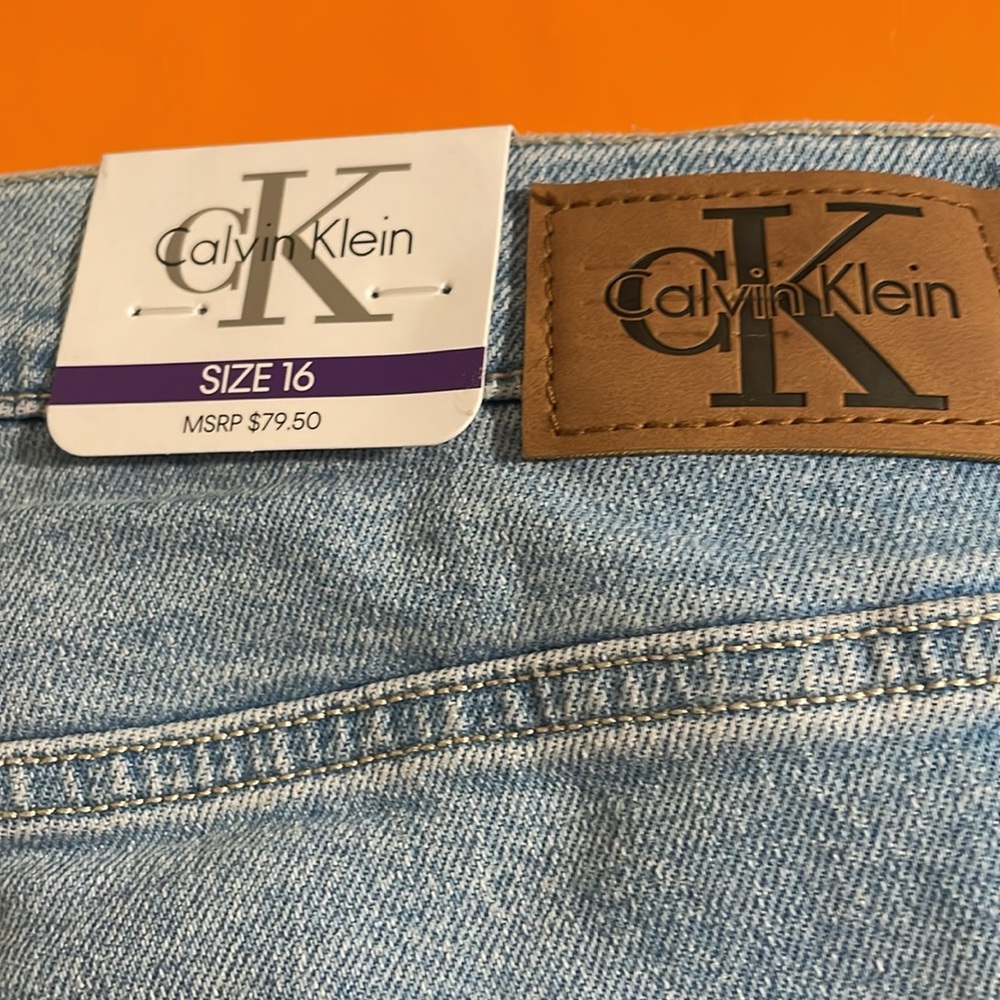 CK
Calvin Klein
SIZE 16
MSRP $79.50
CK
Calvin Klein